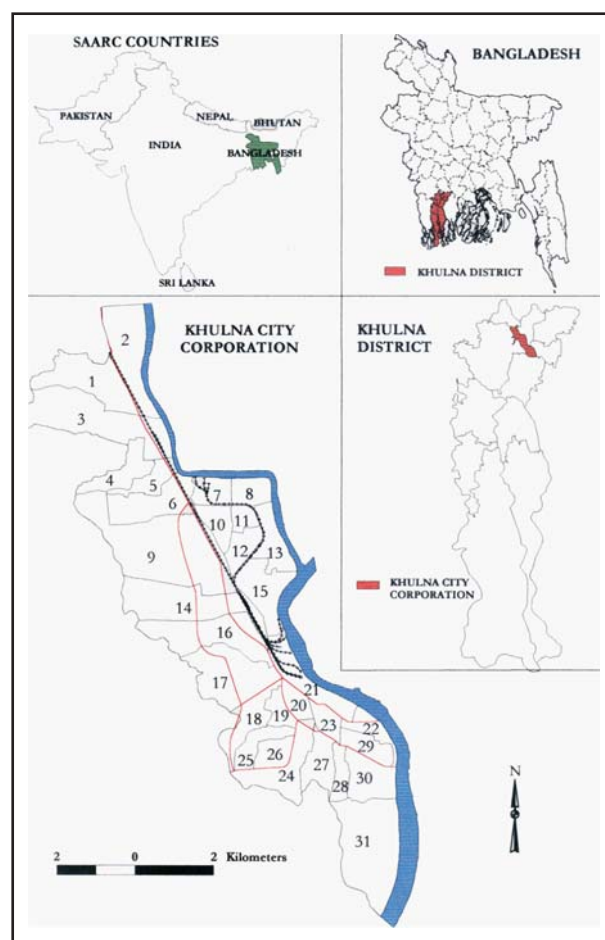 SAARC COUNTRIES
PAKISTAN
NEPAL
BHUTAN
INDIA
BANGLADESH
SRI LANKA
BANGLADESH
KHULNA DISTRICT
KHULNA CITY
CORPORATION
2
1
3
4
5
6
7
8
10
11
9
12
13
14
15
16
17
21
18
19
20
23
22
29
25
26
24
27
28
30
31
2 0 2 Kilometers
N
KHULNA
DISTRICT
KHULNA CITY
CORPORATION